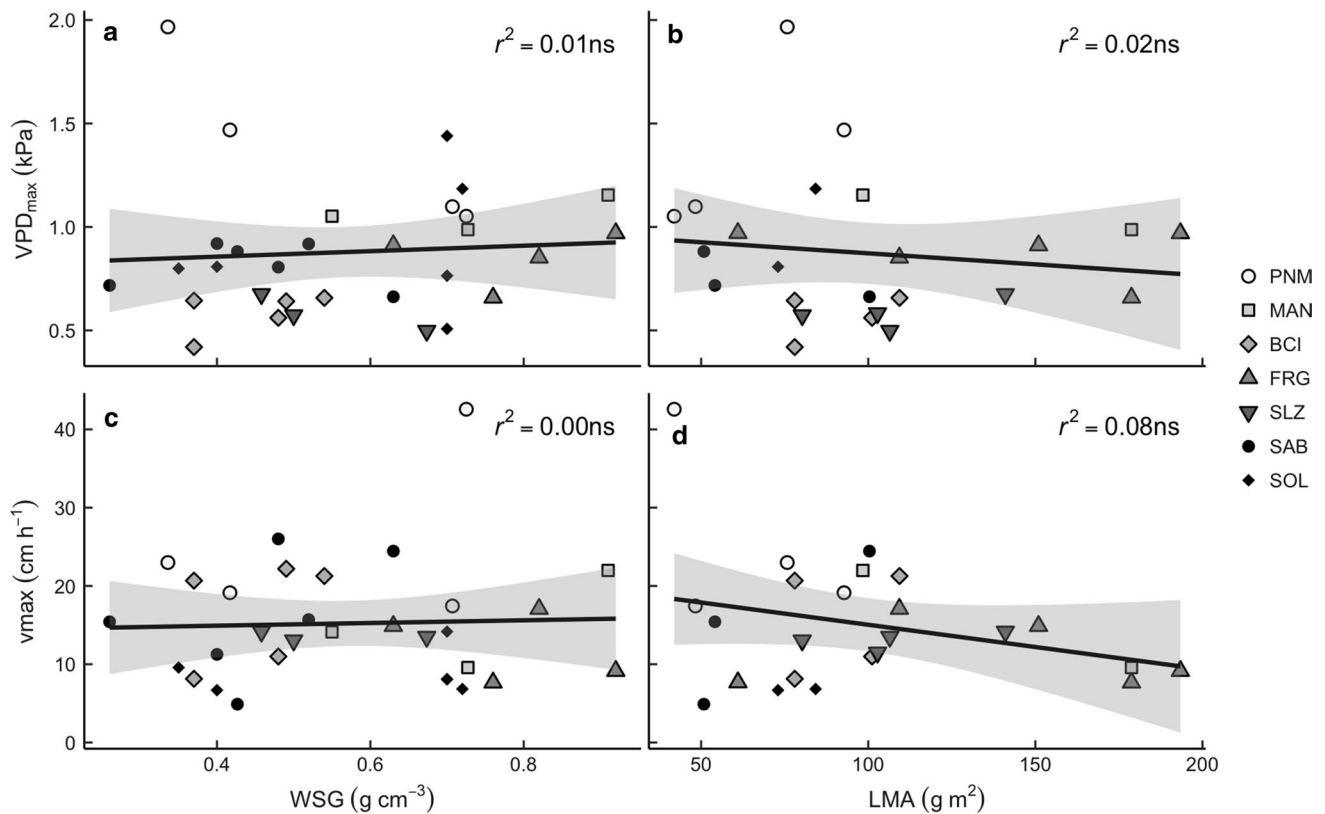 a
r² = 0.01ns
b
r² = 0.02ns
2.0
1.5
1.0
0.5
VPDmax (kPa)
PNM
MAN
BCI
FRG
SLZ
SAB
SOL
c
r² = 0.00ns
d
r² = 0.08ns
40
30
20
10
0
vmax (cm h⁻¹)
0.4 0.6 0.8
50 100 150 200
WSG (g cm⁻³)
LMA (g m²)